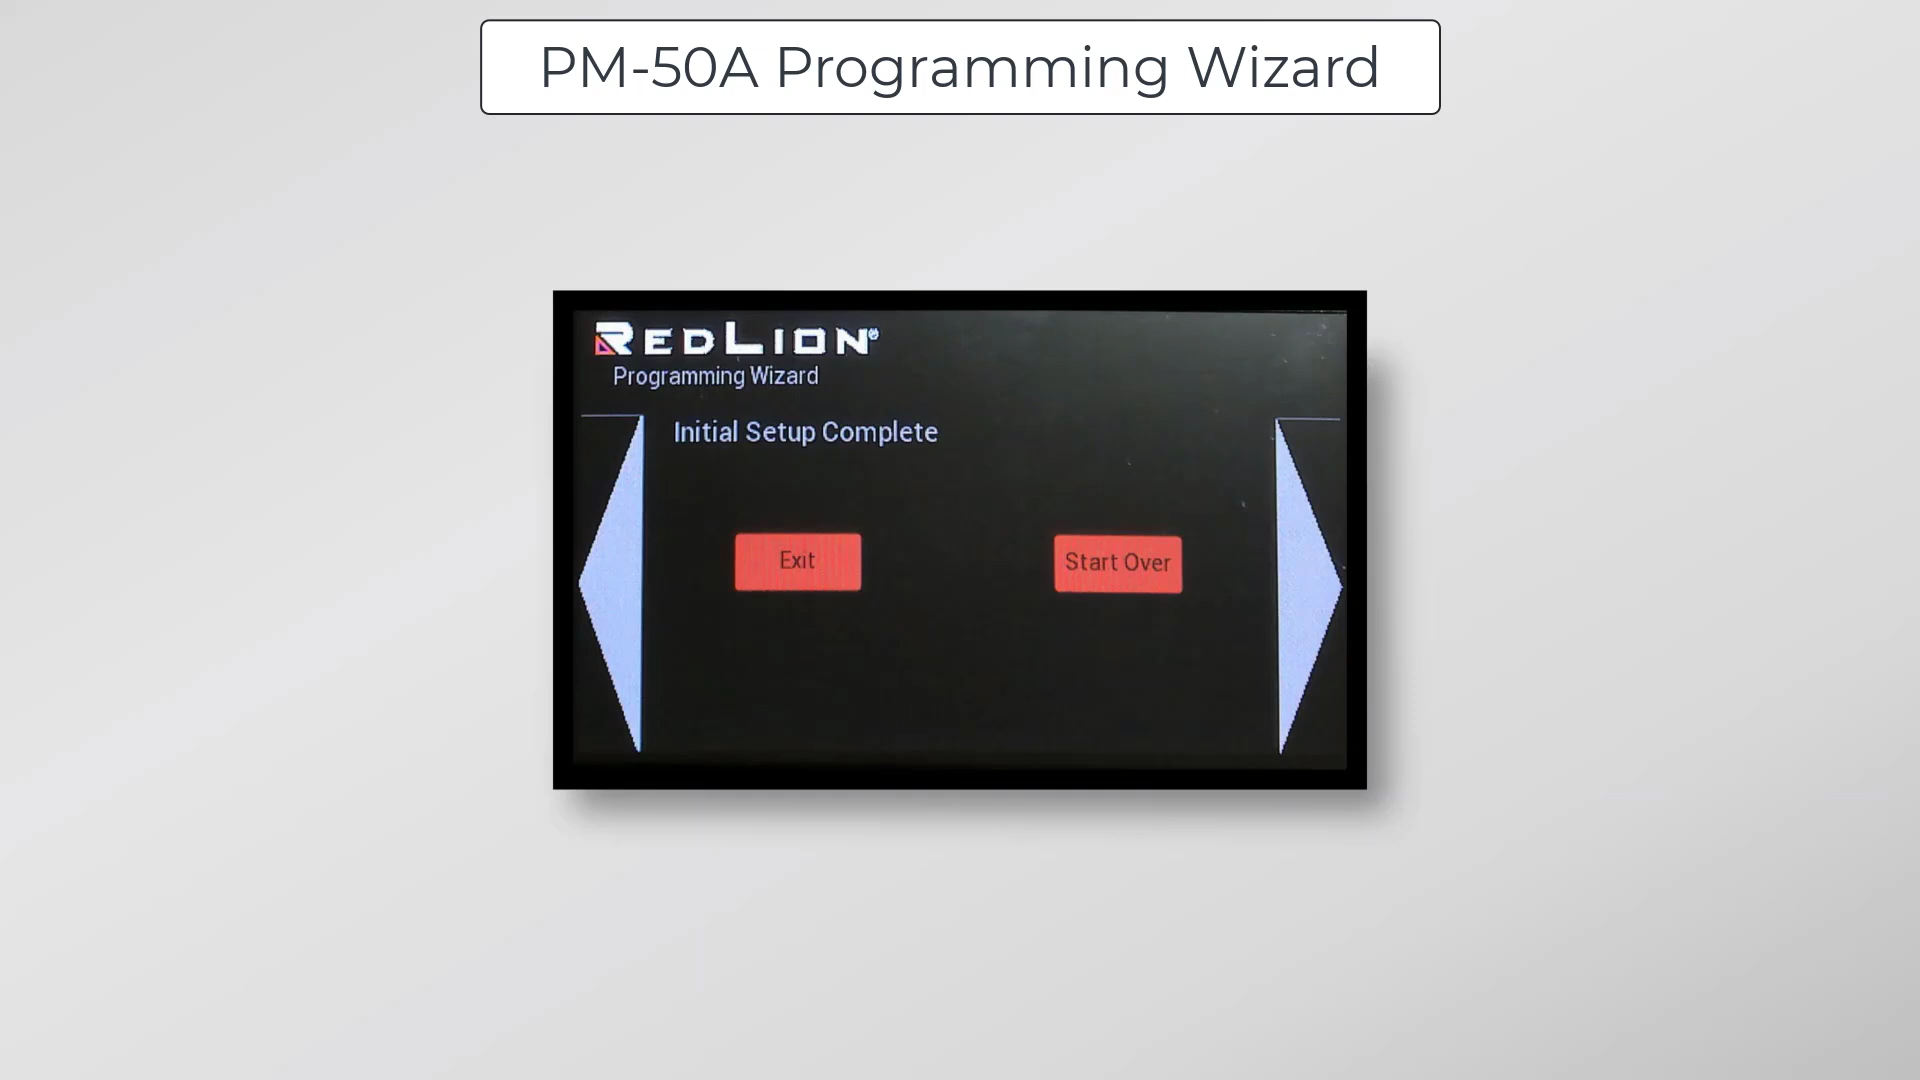 PM-50A Programming Wizard
REDLION®
Programming Wizard
Initial Setup Complete
Exit
Start Over